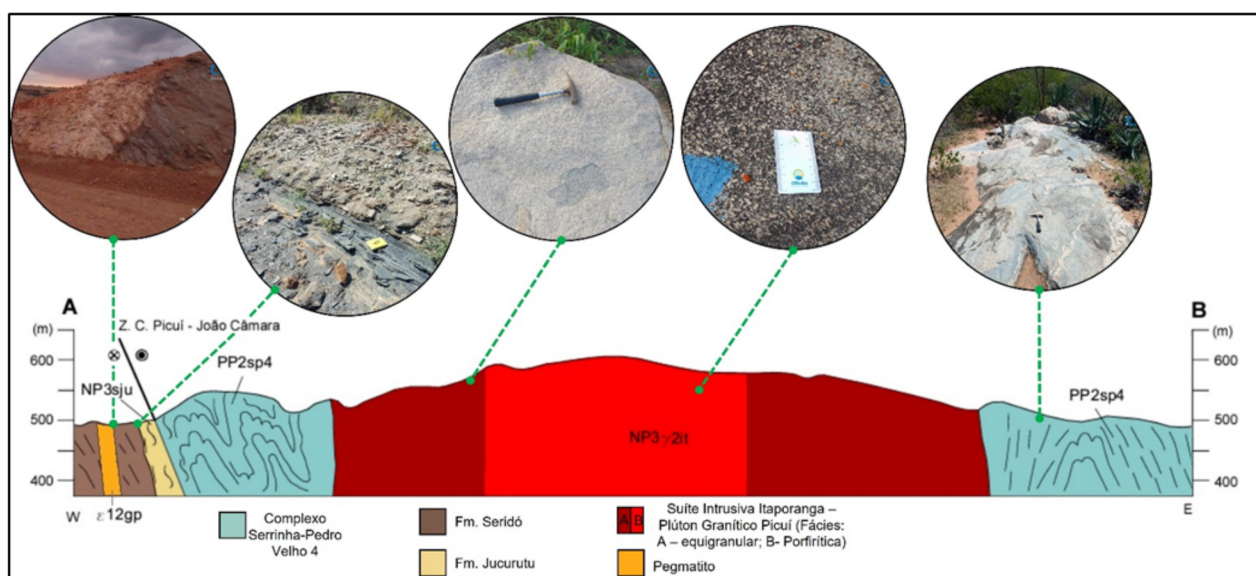 A
B
(m)
(m)
Z. C. Picuí - João Câmara
PP2sp4
NP3sju
PP2sp4
600
600
500
500
NP3γ2it
400
400
W
ε12gp
E
Complexo
Serrinha-Pedro
Velho 4
Fm. Seridó
Fm. Jucurutu
A B
Suíte Intrusiva Itaporanga –
Plúton Granítico Picuí (Fácies:
A – equigranular; B- Porfirítica)
Pegmatito